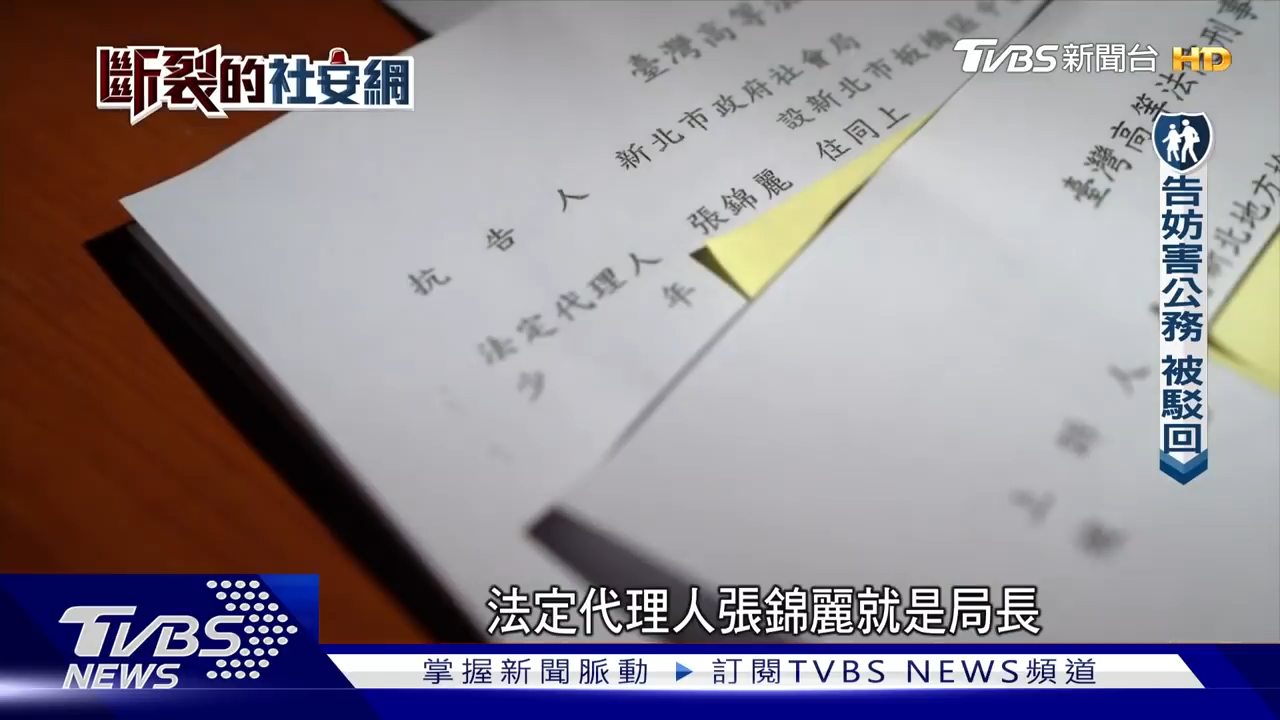 斷裂的社安網
TVBS新聞台 HD
臺灣高等法
抗告人 新北市政府社會局
設新北市板橋區中
法定代理人 張錦麗 住同上
少年
臺灣高等法 刑事
新北地方
上 訴 人
告妨害公務 被駁回
法定代理人張錦麗就是局長
TVBS NEWS
掌握新聞脈動 ▶ 訂閱TVBS NEWS頻道